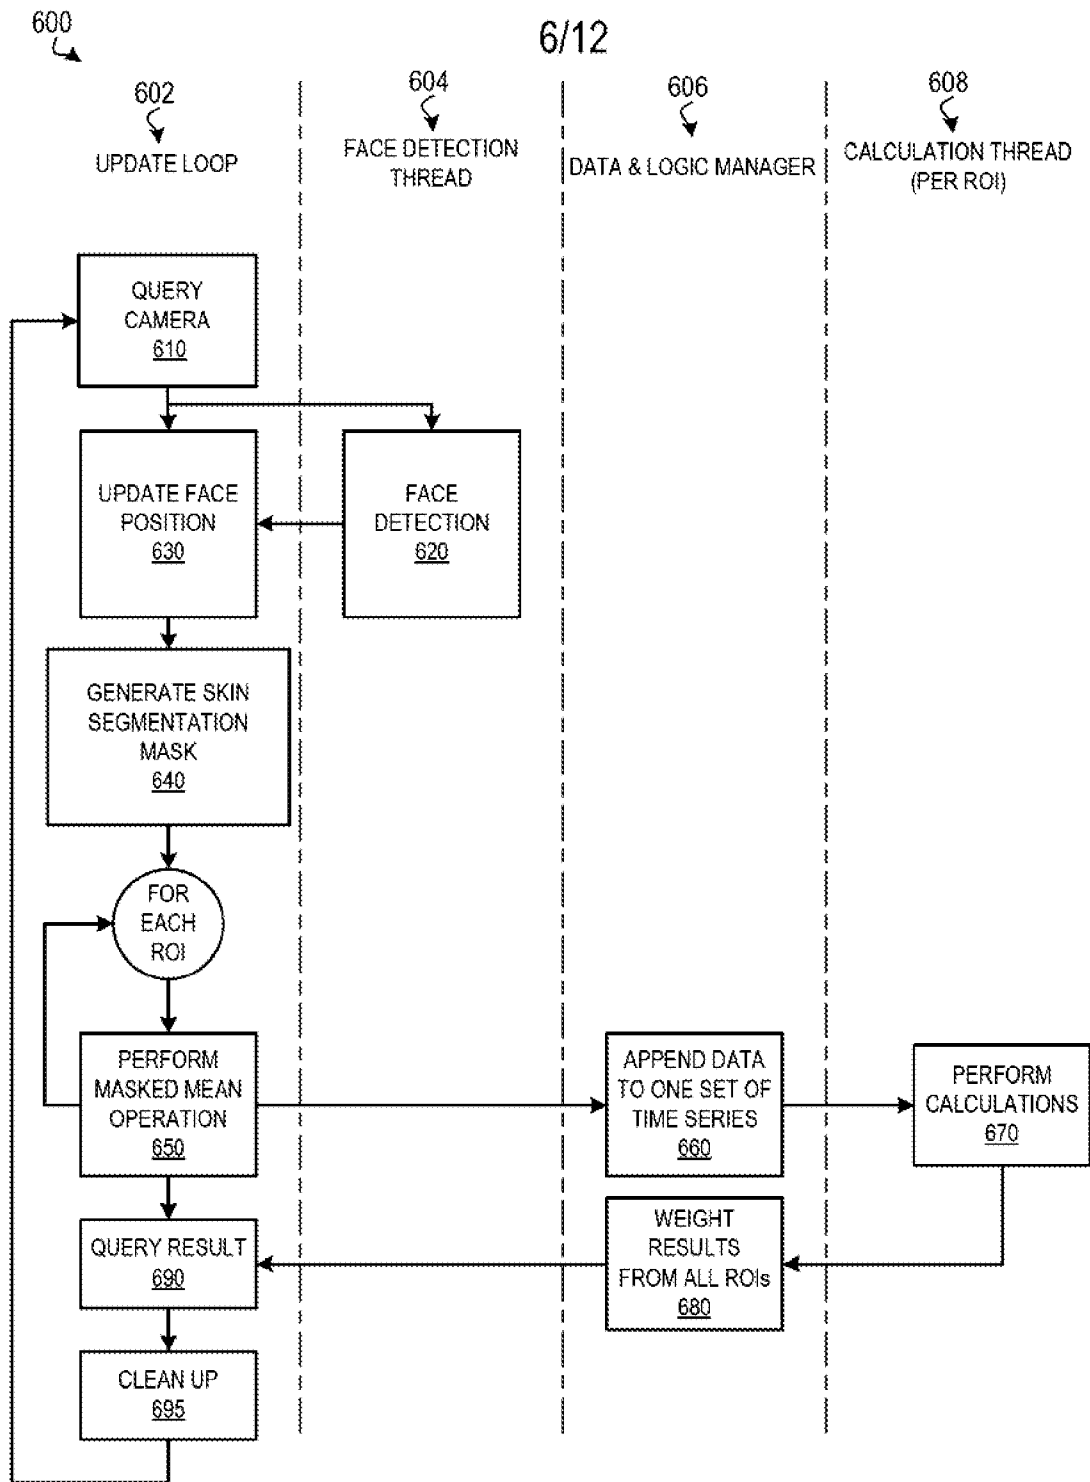 600
6/12
602
UPDATE LOOP
604
FACE DETECTION
THREAD
606
DATA & LOGIC MANAGER
608
CALCULATION THREAD
(PER ROI)
QUERY
CAMERA
610
UPDATE FACE
POSITION
630
FACE
DETECTION
620
GENERATE SKIN
SEGMENTATION
MASK
640
FOR
EACH
ROI
PERFORM
MASKED MEAN
OPERATION
650
APPEND DATA
TO ONE SET OF
TIME SERIES
660
PERFORM
CALCULATIONS
670
WEIGHT
RESULTS
FROM ALL ROIs
680
QUERY RESULT
690
CLEAN UP
695